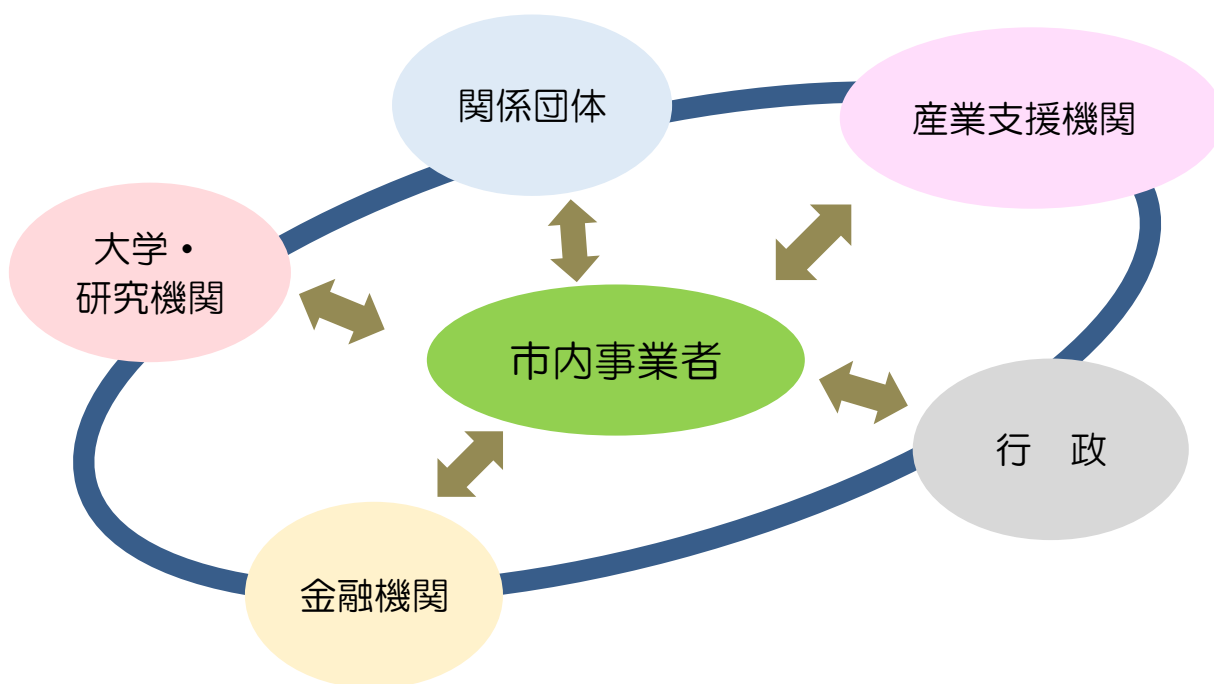 関係団体
産業支援機関
大学・
研究機関
市内事業者
行　政
金融機関